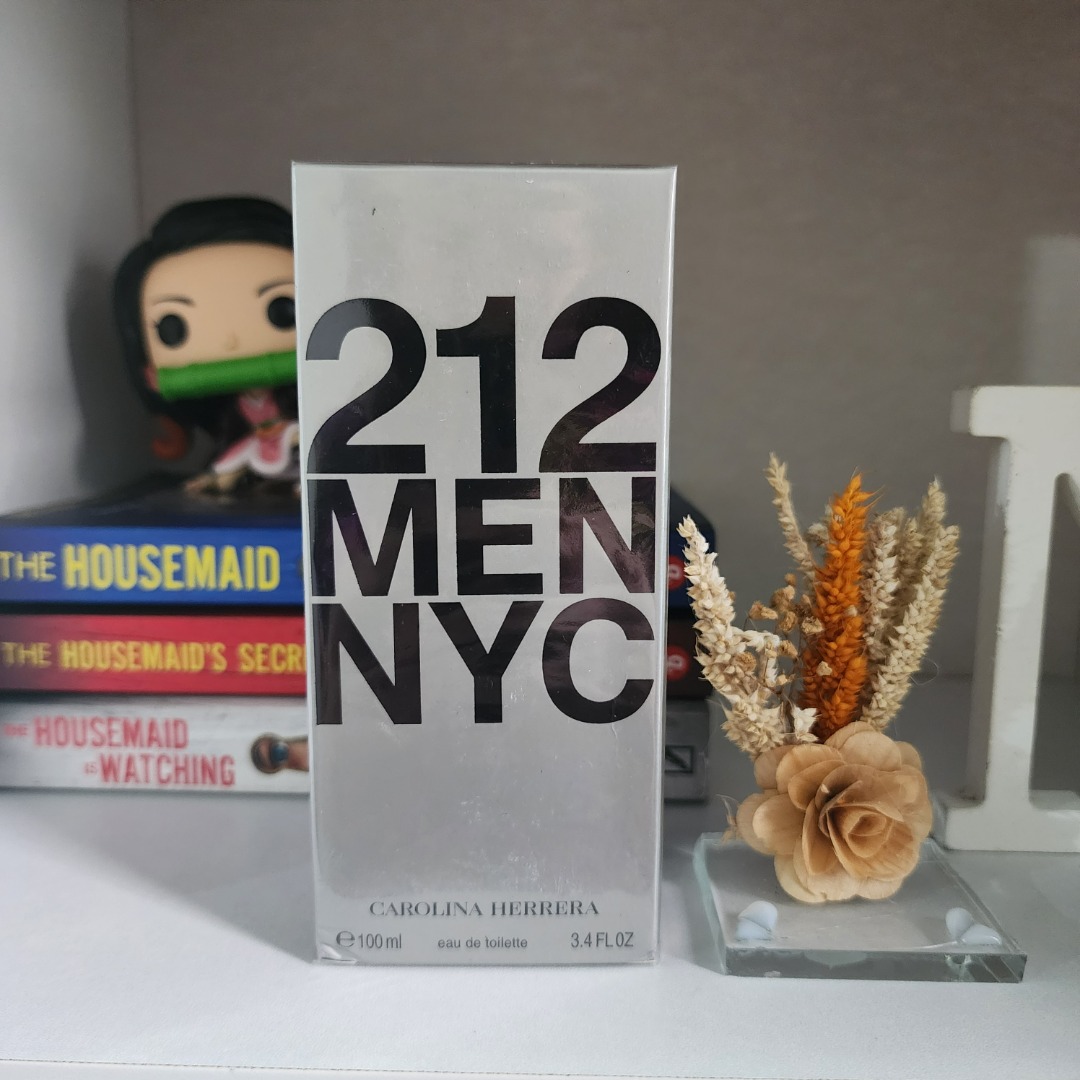 212
MEN
NYC
CAROLINA HERRERA
℮100 ml eau de toilette 3.4 FL OZ
THE HOUSEMAID
THE HOUSEMAID'S
THE HOUSEMAID
IS WATCHING